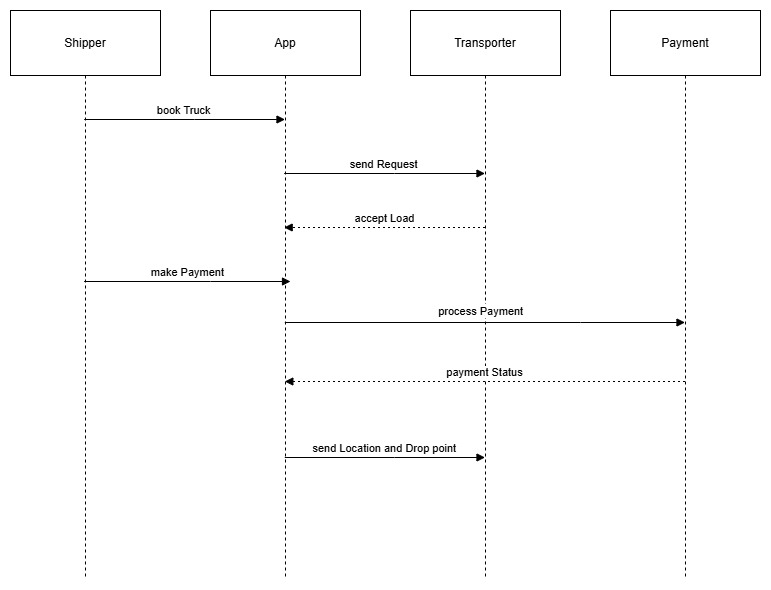 Shipper
App
Transporter
Payment
book Truck
send Request
accept Load
make Payment
process Payment
payment Status
send Location and Drop point